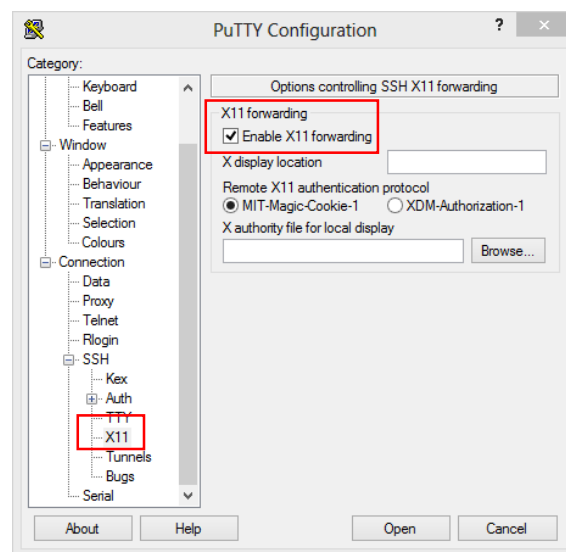 PuTTY Configuration
?
×
Category:
Keyboard
Bell
Features
Window
Appearance
Behaviour
Translation
Selection
Colours
Connection
Data
Proxy
Telnet
Rlogin
SSH
Kex
Auth
TTY
X11
Tunnels
Bugs
Serial
Options controlling SSH X11 forwarding
X11 forwarding
Enable X11 forwarding
X display location
Remote X11 authentication protocol
MIT-Magic-Cookie-1 XDM-Authorization-1
X authority file for local display
Browse...
About Help Open Cancel